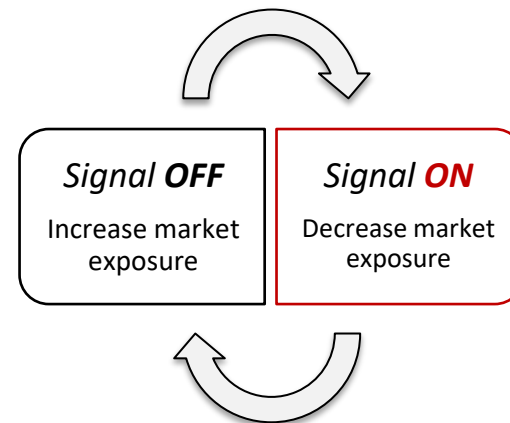 Signal OFF
Increase market
exposure
Signal ON
Decrease market
exposure